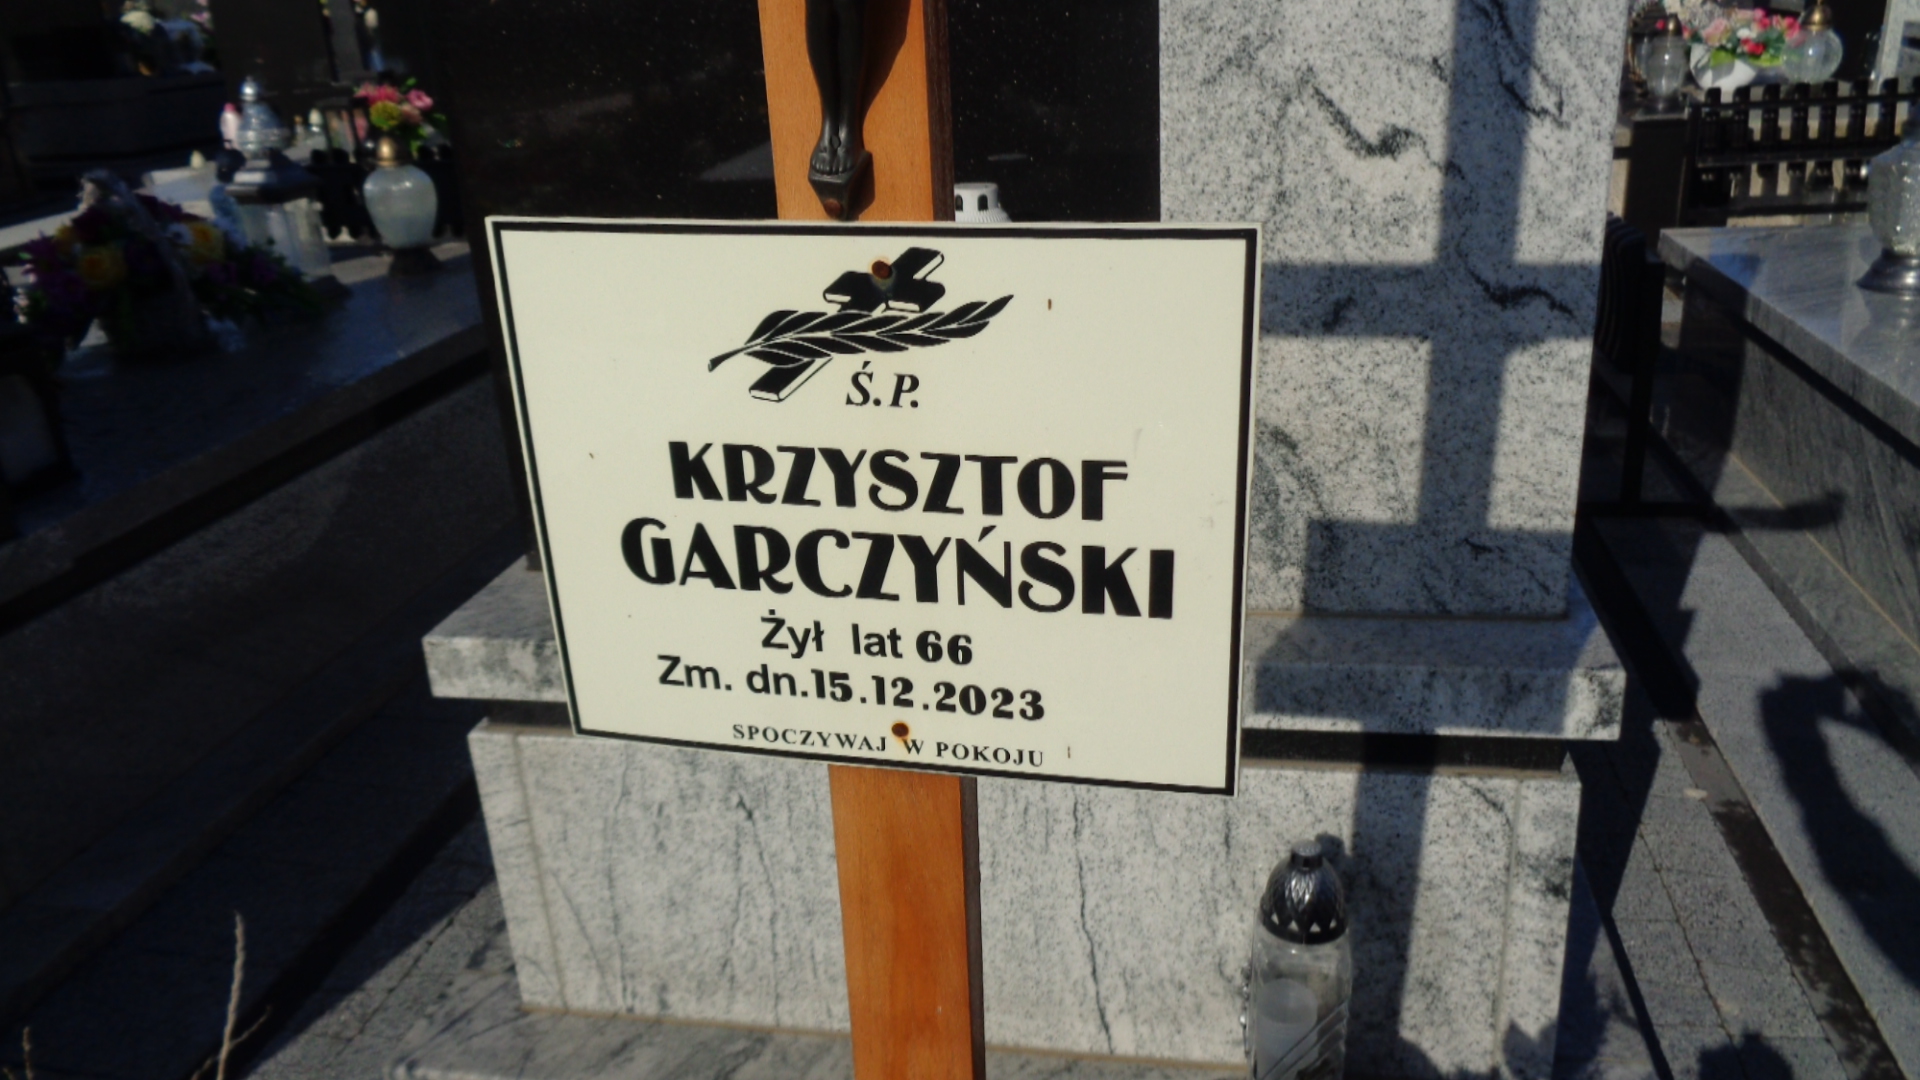 Ś.P.
KRZYSZTOF
GARCZYŃSKI
Żył lat 66
Zm. dn.15.12.2023
SPOCZYWAJ W POKOJU